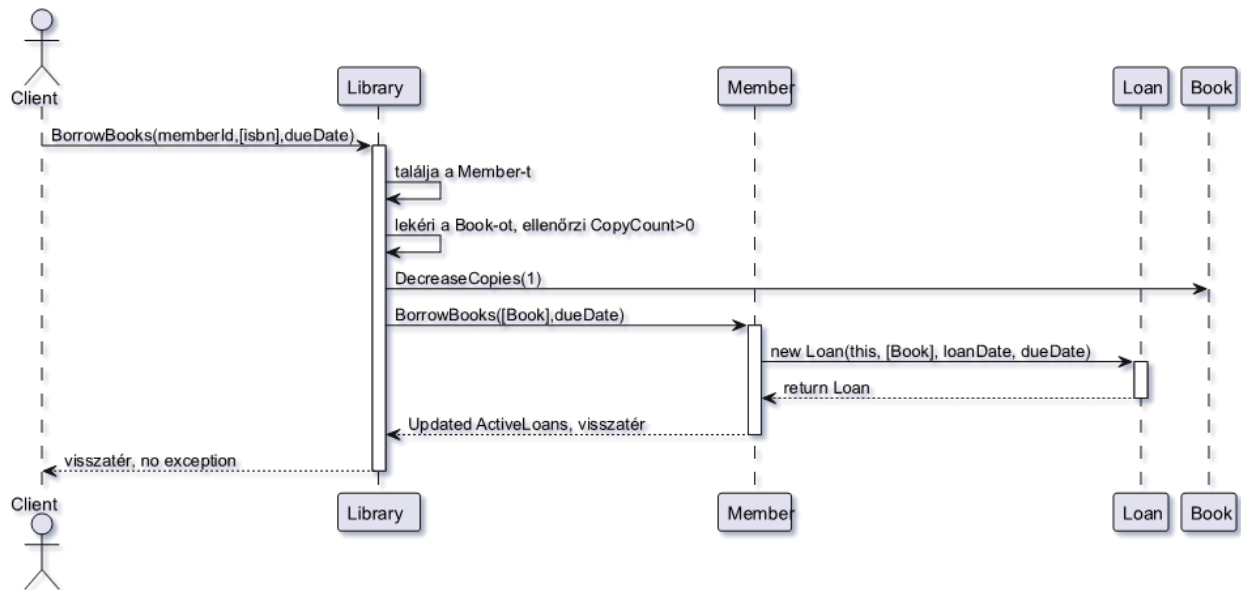 Client
Library
Member
Loan
Book
BorrowBooks(memberId,[isbn],dueDate)
találja a Member-t
lekéri a Book-ot, ellenőrzi CopyCount>0
DecreaseCopies(1)
BorrowBooks([Book],dueDate)
new Loan(this, [Book], loanDate, dueDate)
return Loan
Updated ActiveLoans, visszatér
visszatér, no exception
Client
Library
Member
Loan
Book